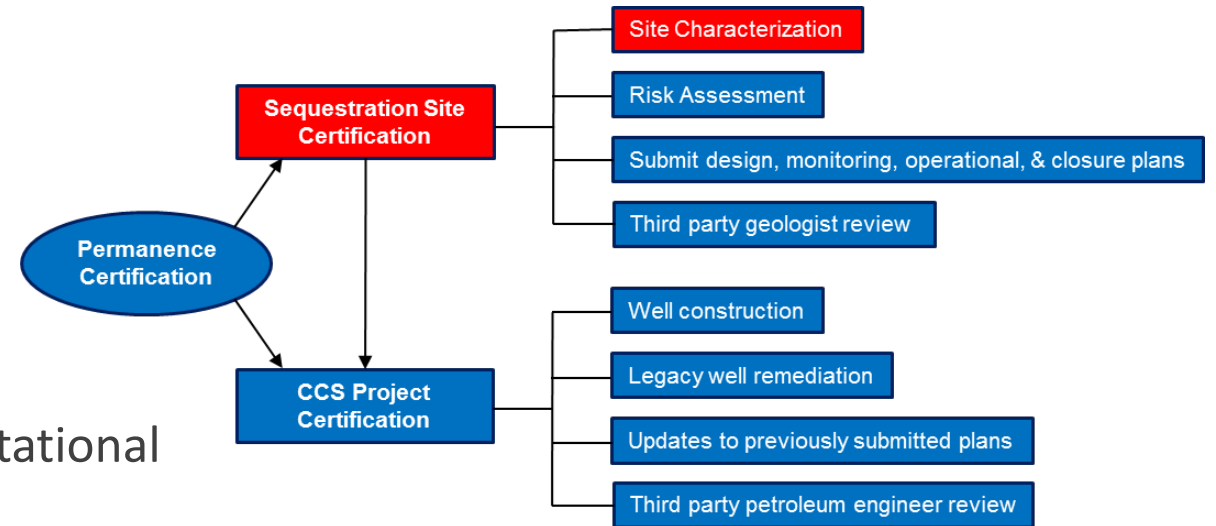 Site Characterization
Risk Assessment
Sequestration Site
Certification
Submit design, monitoring, operational, & closure plans
Third party geologist review
Permanence
Certification
Well construction
Legacy well remediation
CCS Project
Certification
Updates to previously submitted plans
Third party petroleum engineer review
tational